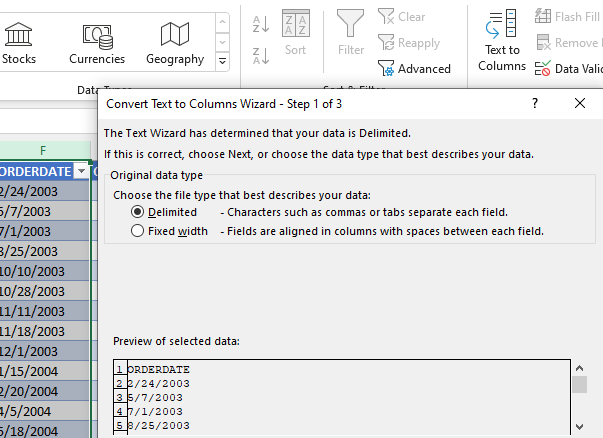 Stocks
Currencies
Geography
Sort
Filter
Clear
Reapply
Advanced
Text to
Columns
Flash Fill
Remove
Data Valid
Convert Text to Columns Wizard - Step 1 of 3
?
The Text Wizard has determined that your data is Delimited.
If this is correct, choose Next, or choose the data type that best describes your data.
Original data type
Choose the file type that best describes your data:
Delimited - Characters such as commas or tabs separate each field.
Fixed width - Fields are aligned in columns with spaces between each field.
Preview of selected data:
1 ORDERDATE
2 2/24/2003
3 5/7/2003
4 7/1/2003
5 8/25/2003
F
ORDERDATE
2/24/2003
5/7/2003
7/1/2003
8/25/2003
10/10/2003
10/28/2003
11/11/2003
11/18/2003
12/1/2003
1/15/2004
2/20/2004
4/5/2004
5/18/2004